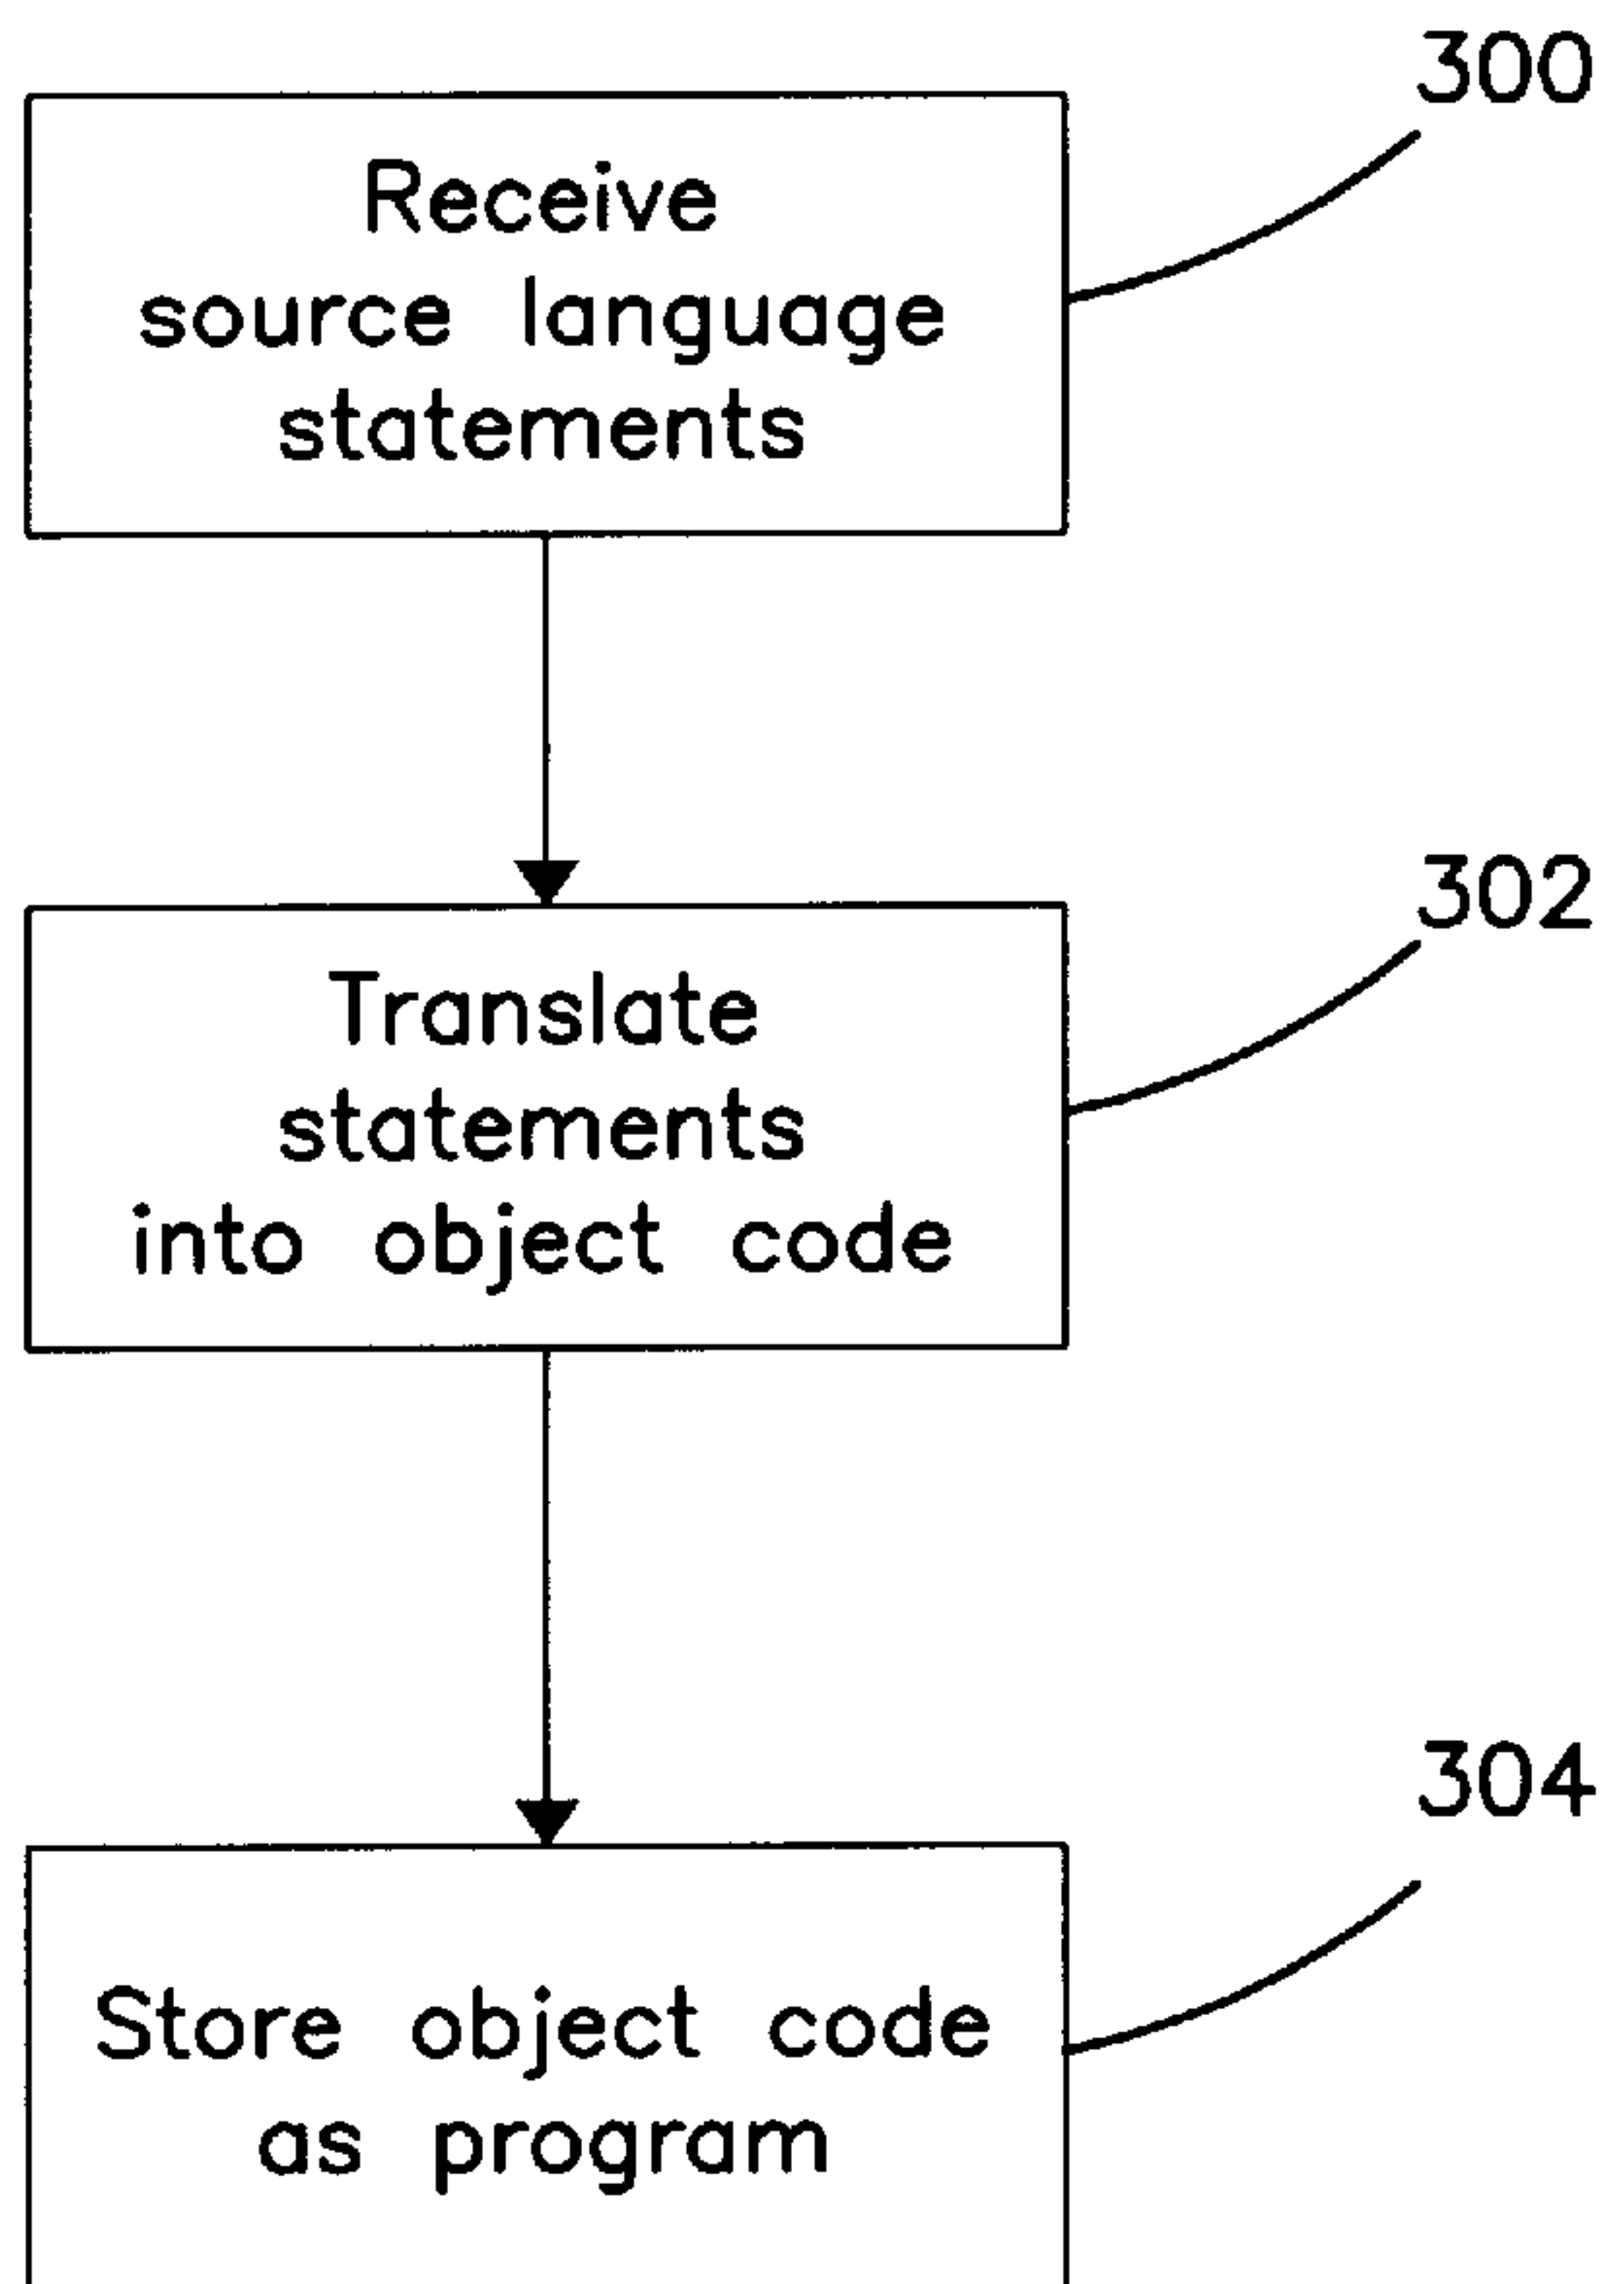 300
Receive
source language
statements
302
Translate
statements
into object code
304
Store object code
as program